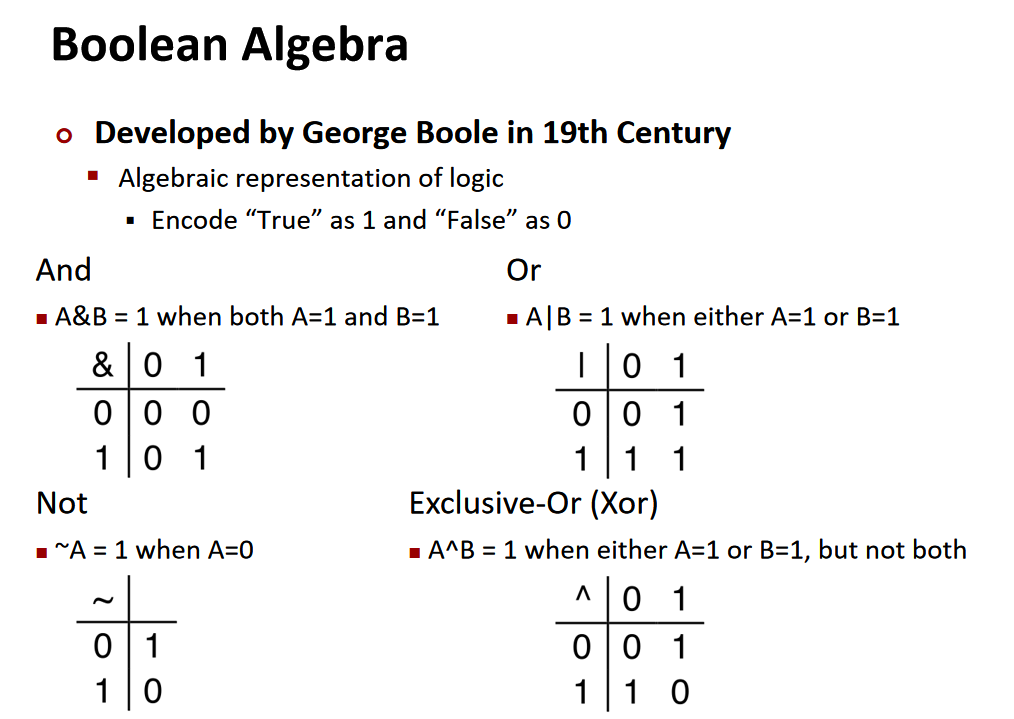 Boolean Algebra
Developed by George Boole in 19th Century
Algebraic representation of logic
Encode “True” as 1 and “False” as 0
And
A&B = 1 when both A=1 and B=1
& 0 1
0 0 0
1 0 1
Or
A|B = 1 when either A=1 or B=1
| 0 1
0 0 1
1 1 1
Not
~A = 1 when A=0
~
0 1
1 0
Exclusive-Or (Xor)
A^B = 1 when either A=1 or B=1, but not both
^ 0 1
0 0 1
1 1 0